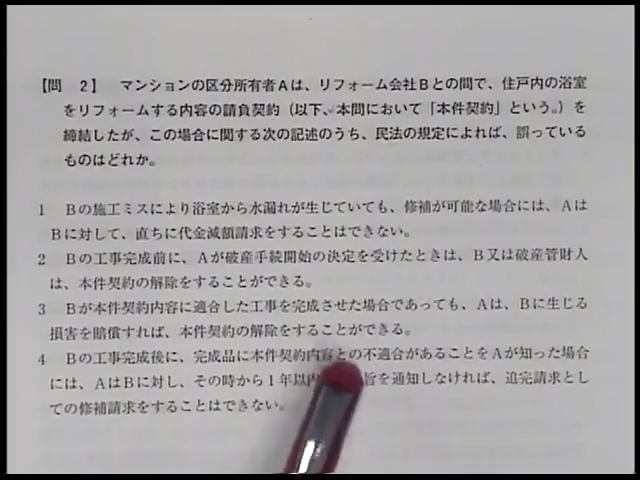 【問　2】　マンションの区分所有者Aは、リフォーム会社Bとの間で、住戸内の浴室
をリフォームする内容の請負契約（以下、本問において「本件契約」という。）を
締結したが、この場合に関する次の記述のうち、民法の規定によれば、誤っている
ものはどれか。
1　Bの施工ミスにより浴室から水漏れが生じていても、修補が可能な場合には、Aは
Bに対して、直ちに代金減額請求をすることはできない。
2　Bの工事完成前に、Aが破産手続開始の決定を受けたときは、B又は破産管財人
は、本件契約の解除をすることができる。
3　Bが本件契約内容に適合した工事を完成させた場合であっても、Aは、Bに生じる
損害を賠償すれば、本件契約の解除をすることができる。
4　Bの工事完成後に、完成品に本件契約内容との不適合があることをAが知った場合
には、AはBに対し、その時から1年以内 旨を通知しなければ、追完請求とし
ての修補請求をすることはできない。